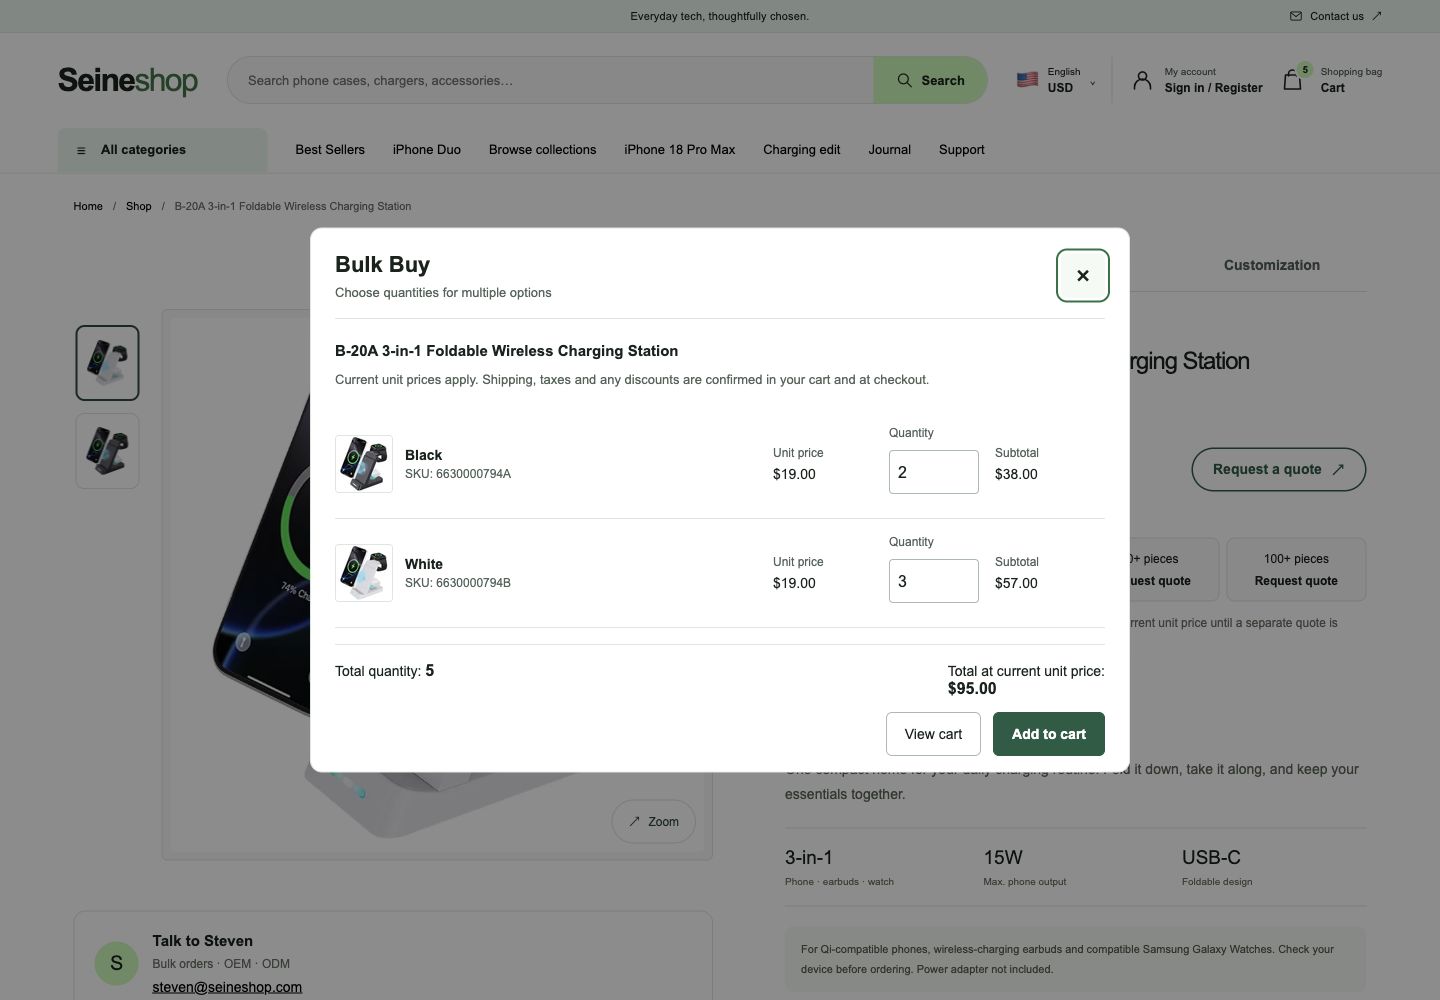 Everyday tech, thoughtfully chosen.
Contact us ↗
Seineshop
Search phone cases, chargers, accessories…
Search
English
USD
My account
Sign in / Register
5
Shopping bag
Cart
≡ All categories
Best Sellers
iPhone Duo
Browse collections
iPhone 18 Pro Max
Charging edit
Journal
Support
Home / Shop / B-20A 3-in-1 Foldable Wireless Charging Station
Bulk Buy
Choose quantities for multiple options
×
B-20A 3-in-1 Foldable Wireless Charging Station
Current unit prices apply. Shipping, taxes and any discounts are confirmed in your cart and at checkout.
Black
SKU: 6630000794A
Unit price
$19.00
Quantity
2
Subtotal
$38.00
White
SKU: 6630000794B
Unit price
$19.00
Quantity
3
Subtotal
$57.00
Total quantity: 5
Total at current unit price:
$95.00
View cart
Add to cart
Customization
Station
Request a quote ↗
pieces
quote
100+ pieces
Request quote
unit price until a separate quote is
74%
it down, take it along, and keep your
essentials together.
↗ Zoom
3-in-1
Phone · earbuds · watch
15W
Max. phone output
USB-C
Foldable design
For Qi-compatible phones, wireless-charging earbuds and compatible Samsung Galaxy Watches. Check your
device before ordering. Power adapter not included.
S
Talk to Steven
Bulk orders · OEM · ODM
steven@seineshop.com